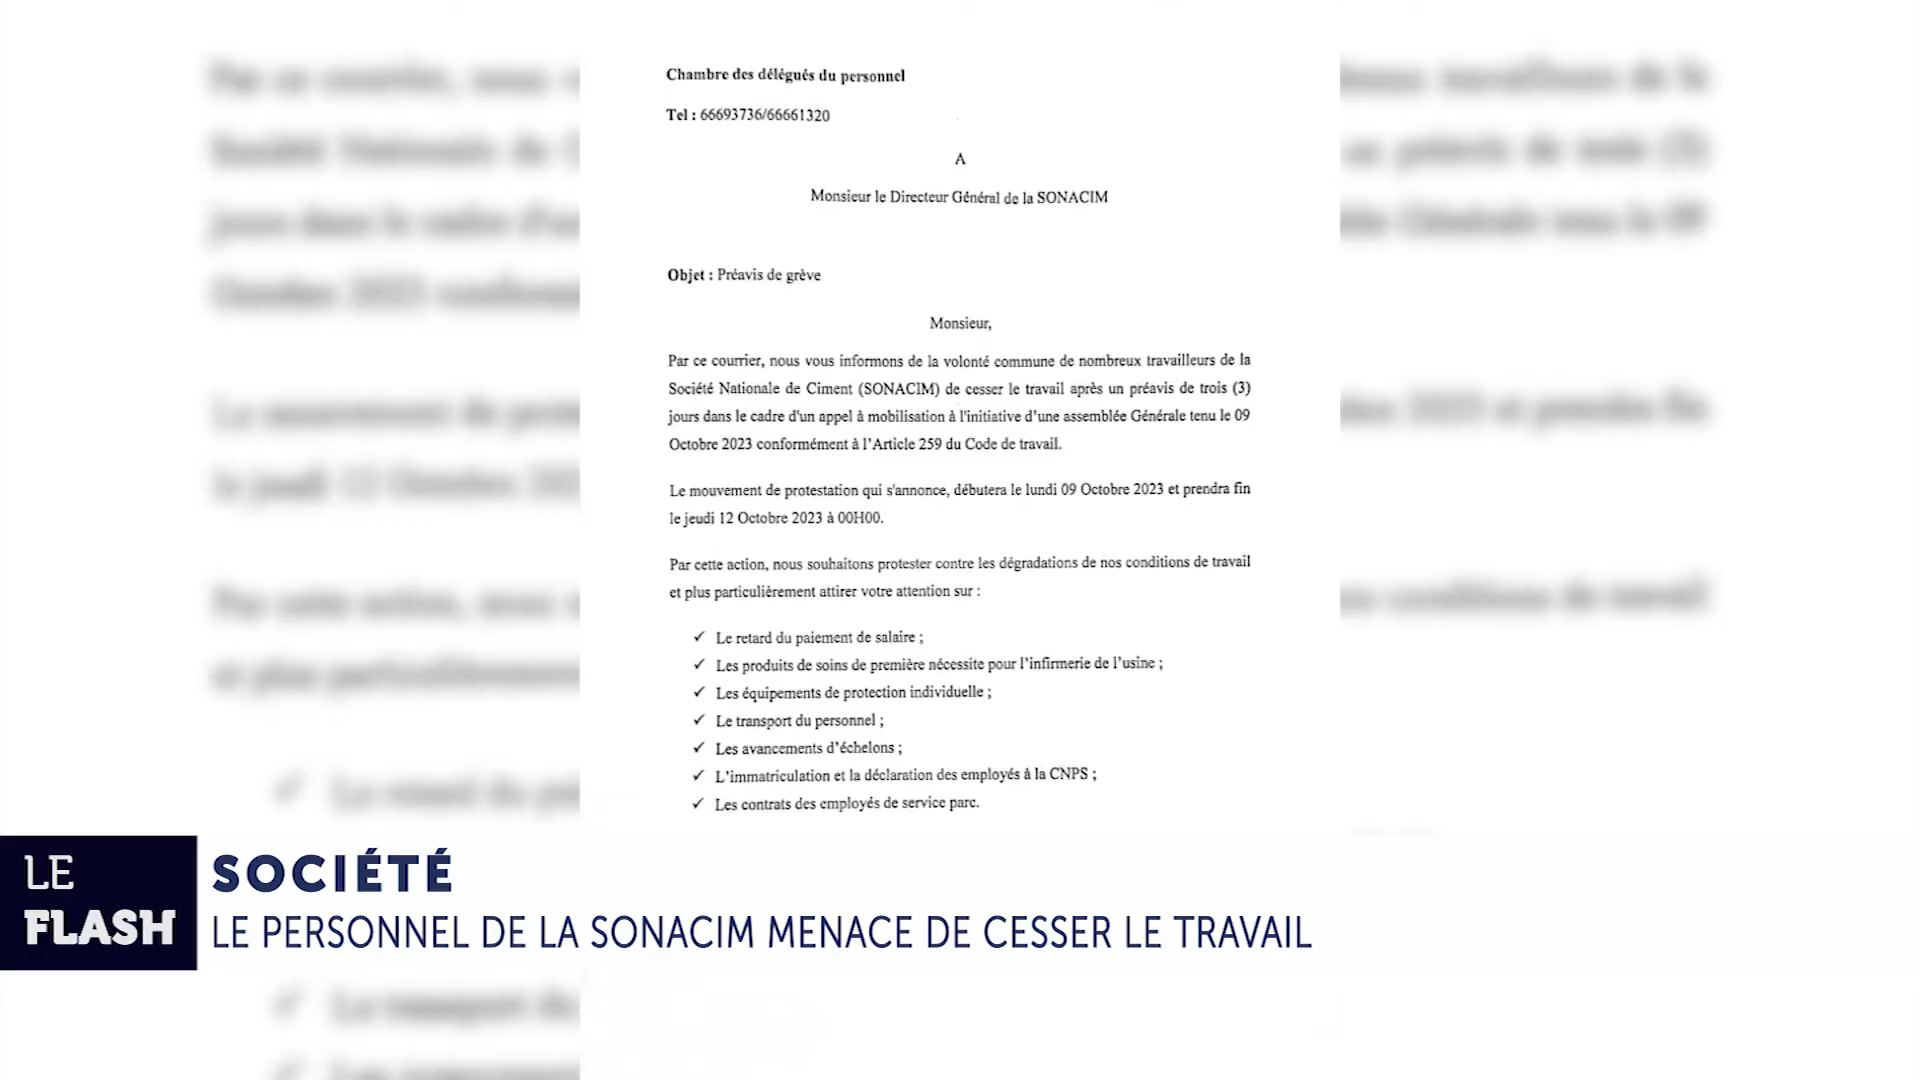 Chambre des délégués du personnel
Tel : 66693736/66661320
A
Monsieur le Directeur Général de la SONACIM
Objet : Préavis de grève
Monsieur,
Par ce courrier, nous vous informons de la volonté commune de nombreux travailleurs de la
Société Nationale de Ciment (SONACIM) de cesser le travail après un préavis de trois (3)
jours dans le cadre d'un appel à mobilisation à l'initiative d'une assemblée Générale tenu le 09
Octobre 2023 conformément à l'Article 259 du Code de travail.
Le mouvement de protestation qui s'annonce, débutera le lundi 09 Octobre 2023 et prendra fin
le jeudi 12 Octobre 2023 à 00H00.
Par cette action, nous souhaitons protester contre les dégradations de nos conditions de travail
et plus particulièrement attirer votre attention sur :
✓ Le retard du paiement de salaire ;
✓ Les produits de soins de première nécessite pour l'infirmerie de l'usine ;
✓ Les équipements de protection individuelle ;
✓ Le transport du personnel ;
✓ Les avancements d'échelons ;
✓ L'immatriculation et la déclaration des employés à la CNPS ;
✓ Les contrats des employés de service parc.
LE
FLASH
SOCIÉTÉ
LE PERSONNEL DE LA SONACIM MENACE DE CESSER LE TRAVAIL